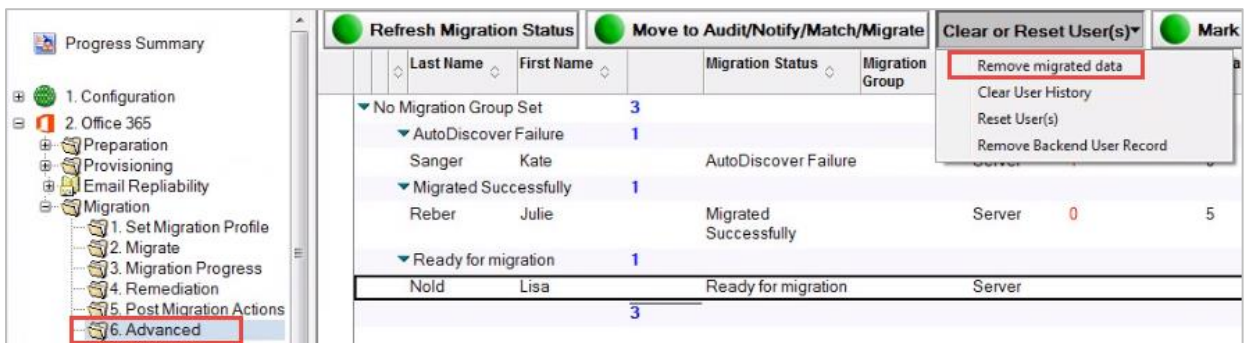 Progress Summary
1. Configuration
2. Office 365
Preparation
Provisioning
Email Repliability
Migration
1. Set Migration Profile
2. Migrate
3. Migration Progress
4. Remediation
5. Post Migration Actions
6. Advanced
Refresh Migration Status Move to Audit/Notify/Match/Migrate Clear or Reset User(s) Mark
Last Name First Name Migration Status Migration Group
Remove migrated data
Clear User History
Reset User(s)
Remove Backend User Record
No Migration Group Set 3
AutoDiscover Failure 1
Sanger Kate AutoDiscover Failure
Migrated Successfully 1
Reber Julie Migrated Successfully Server 0 5
Ready for migration 1
Nold Lisa Ready for migration Server
3